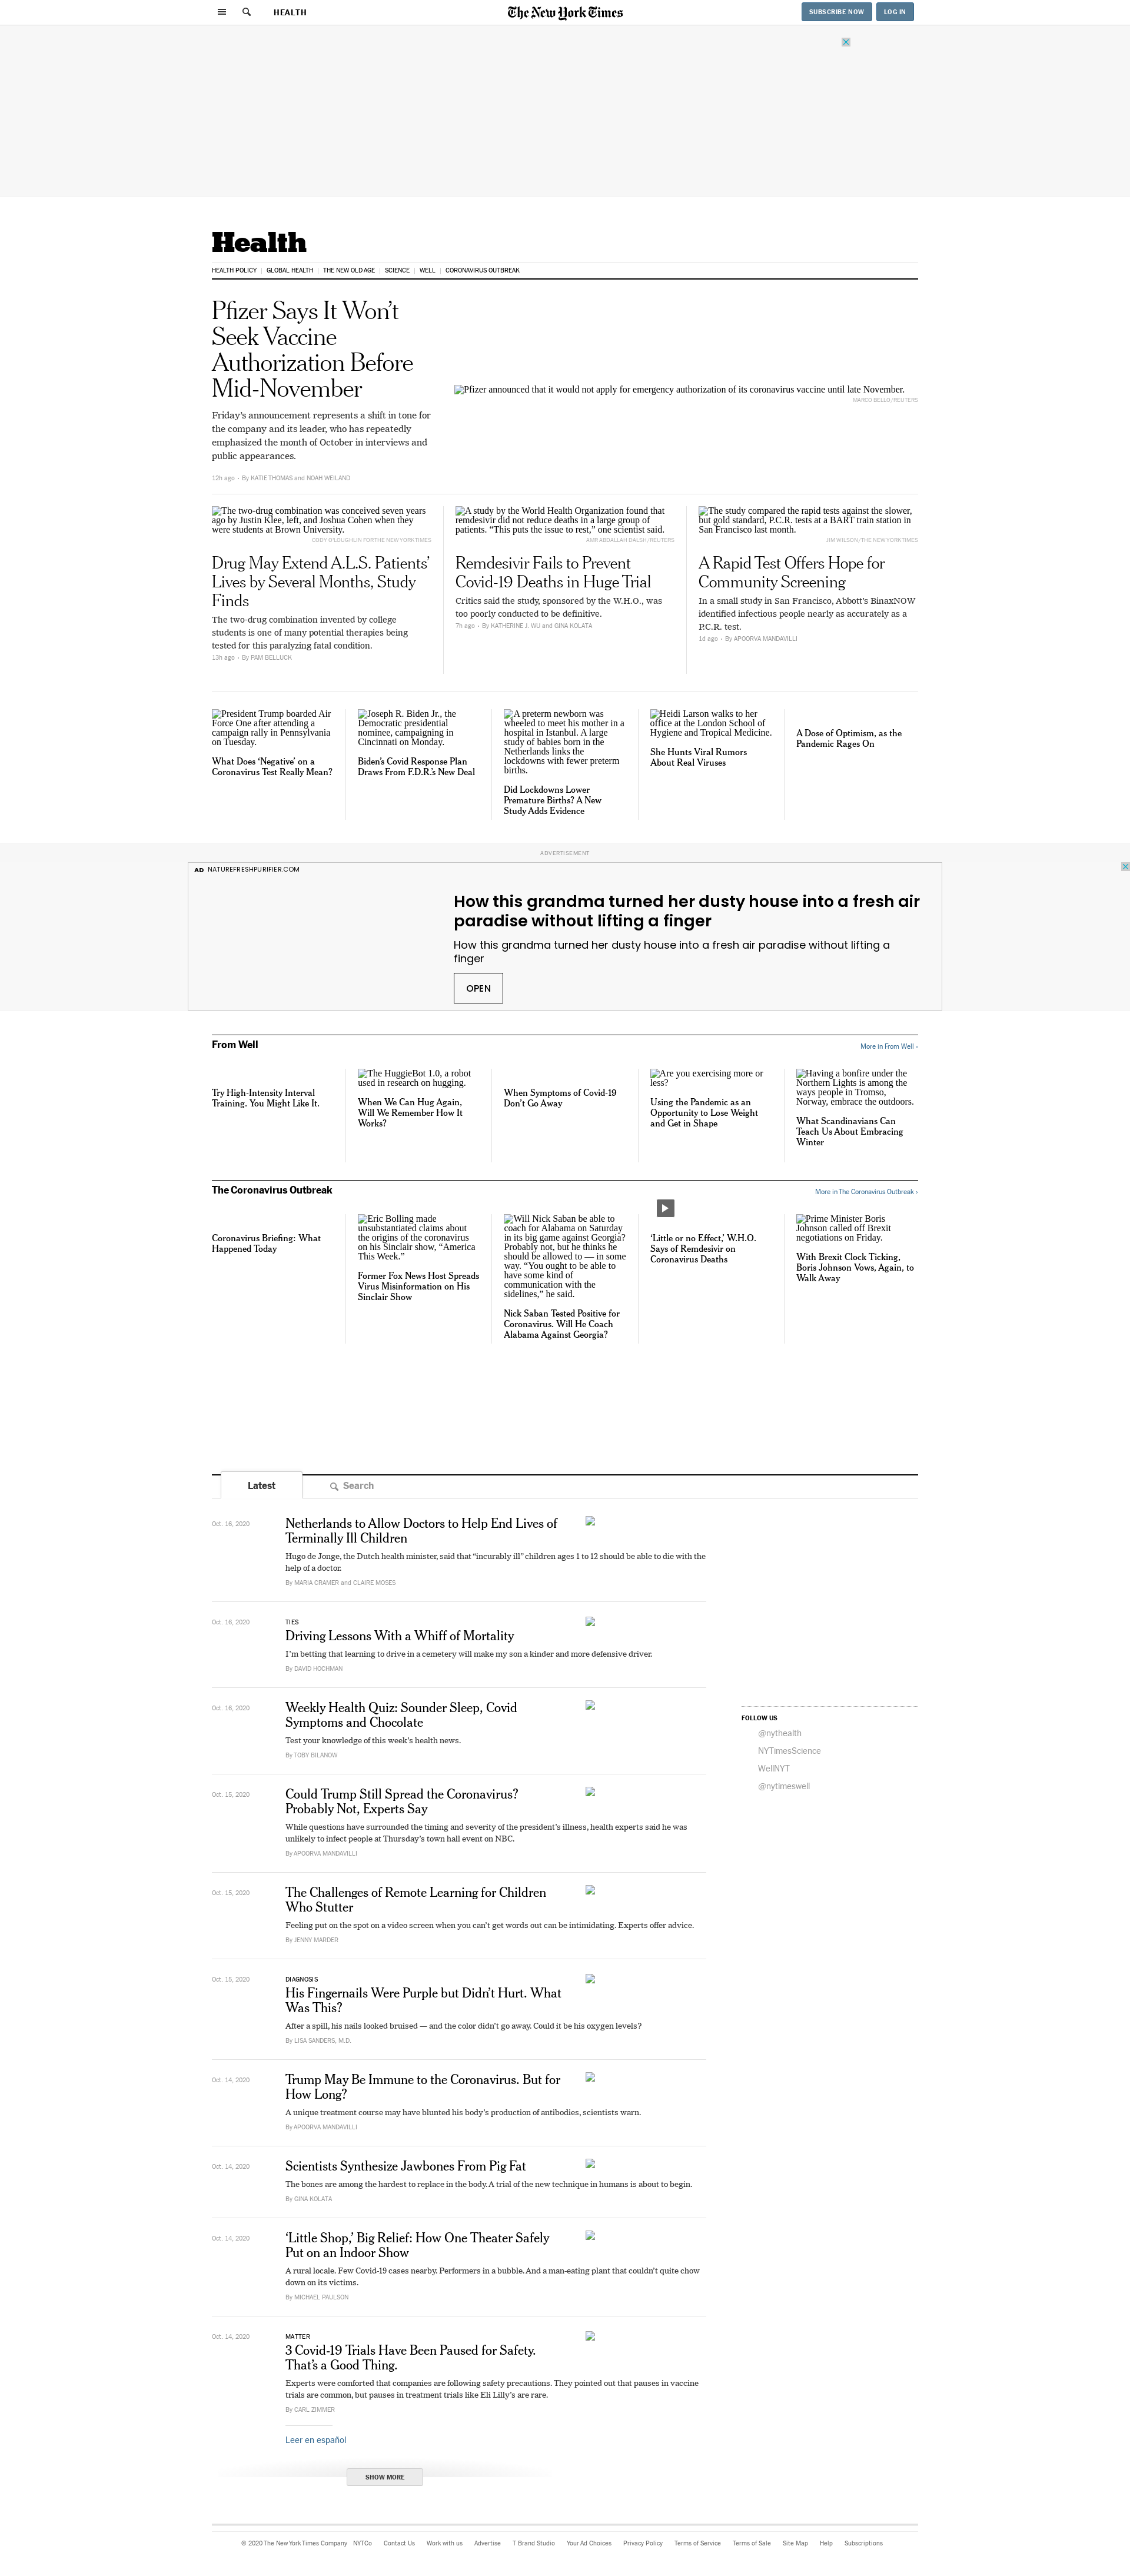 HEALTH
The New York Times
SUBSCRIBE NOW
LOG IN
Health
HEALTH POLICY
GLOBAL HEALTH
THE NEW OLD AGE
SCIENCE
WELL
CORONAVIRUS OUTBREAK
Pfizer Says It Won’t
Seek Vaccine
Authorization Before
Mid-November
Friday’s announcement represents a shift in tone for
the company and its leader, who has repeatedly
emphasized the month of October in interviews and
public appearances.
12h ago - By KATIE THOMAS and NOAH WEILAND
Pfizer announced that it would not apply for emergency authorization of its coronavirus vaccine until late November.
MARCO BELLO/REUTERS
The two-drug combination was conceived seven years
ago by Justin Klee, left, and Joshua Cohen when they
were students at Brown University.
CODY O'LOUGHLIN FOR THE NEW YORK TIMES
Drug May Extend A.L.S. Patients’
Lives by Several Months, Study
Finds
The two-drug combination invented by college
students is one of many potential therapies being
tested for this paralyzing fatal condition.
13h ago - By PAM BELLUCK
A study by the World Health Organization found that
remdesivir did not reduce deaths in a large group of
patients. “This puts the issue to rest,” one scientist said.
AMR ABDALLAH DALSH/REUTERS
Remdesivir Fails to Prevent
Covid-19 Deaths in Huge Trial
Critics said the study, sponsored by the W.H.O., was
too poorly conducted to be definitive.
7h ago - By KATHERINE J. WU and GINA KOLATA
The study compared the rapid tests against the slower,
but gold standard, P.C.R. tests at a BART train station in
San Francisco last month.
JIM WILSON/THE NEW YORK TIMES
A Rapid Test Offers Hope for
Community Screening
In a small study in San Francisco, Abbott’s BinaxNOW
identified infectious people nearly as accurately as a
P.C.R. test.
1d ago - By APOORVA MANDAVILLI
President Trump boarded Air
Force One after attending a
campaign rally in Pennsylvania
on Tuesday.
What Does ‘Negative’ on a
Coronavirus Test Really Mean?
Joseph R. Biden Jr., the
Democratic presidential
nominee, campaigning in
Cincinnati on Monday.
Biden’s Covid Response Plan
Draws From F.D.R.’s New Deal
A preterm newborn was
wheeled to meet his mother in a
hospital in Istanbul. A large
study of babies born in the
Netherlands links the
lockdowns with fewer preterm
births.
Did Lockdowns Lower
Premature Births? A New
Study Adds Evidence
Heidi Larson walks to her
office at the London School of
Hygiene and Tropical Medicine.
She Hunts Viral Rumors
About Real Viruses
A Dose of Optimism, as the
Pandemic Rages On
ADVERTISEMENT
AD NATUREFRESHPURIFIER.COM
How this grandma turned her dusty house into a fresh air
paradise without lifting a finger
How this grandma turned her dusty house into a fresh air paradise without lifting a
finger
OPEN
From Well
More in From Well ›
Try High-Intensity Interval
Training. You Might Like It.
The HuggieBot 1.0, a robot
used in research on hugging.
When We Can Hug Again,
Will We Remember How It
Works?
When Symptoms of Covid-19
Don’t Go Away
Are you exercising more or
less?
Using the Pandemic as an
Opportunity to Lose Weight
and Get in Shape
Having a bonfire under the
Northern Lights is among the
ways people in Tromso,
Norway, embrace the outdoors.
What Scandinavians Can
Teach Us About Embracing
Winter
The Coronavirus Outbreak
More in The Coronavirus Outbreak ›
Coronavirus Briefing: What
Happened Today
Eric Bolling made
unsubstantiated claims about
the origins of the coronavirus
on his Sinclair show, “America
This Week.”
Former Fox News Host Spreads
Virus Misinformation on His
Sinclair Show
Will Nick Saban be able to
coach for Alabama on Saturday
in its big game against Georgia?
Probably not, but he thinks he
should be allowed to — in some
way. “You ought to be able to
have some kind of
communication with the
sidelines,” he said.
Nick Saban Tested Positive for
Coronavirus. Will He Coach
Alabama Against Georgia?
‘Little or no Effect,’ W.H.O.
Says of Remdesivir on
Coronavirus Deaths
Prime Minister Boris
Johnson called off Brexit
negotiations on Friday.
With Brexit Clock Ticking,
Boris Johnson Vows, Again, to
Walk Away
Latest
Search
Oct. 16, 2020
Netherlands to Allow Doctors to Help End Lives of
Terminally Ill Children
Hugo de Jonge, the Dutch health minister, said that “incurably ill” children ages 1 to 12 should be able to die with the
help of a doctor.
By MARIA CRAMER and CLAIRE MOSES
Oct. 16, 2020
TIES
Driving Lessons With a Whiff of Mortality
I’m betting that learning to drive in a cemetery will make my son a kinder and more defensive driver.
By DAVID HOCHMAN
Oct. 16, 2020
Weekly Health Quiz: Sounder Sleep, Covid
Symptoms and Chocolate
Test your knowledge of this week’s health news.
By TOBY BILANOW
Oct. 15, 2020
Could Trump Still Spread the Coronavirus?
Probably Not, Experts Say
While questions have surrounded the timing and severity of the president’s illness, health experts said he was
unlikely to infect people at Thursday’s town hall event on NBC.
By APOORVA MANDAVILLI
Oct. 15, 2020
The Challenges of Remote Learning for Children
Who Stutter
Feeling put on the spot on a video screen when you can’t get words out can be intimidating. Experts offer advice.
By JENNY MARDER
Oct. 15, 2020
DIAGNOSIS
His Fingernails Were Purple but Didn’t Hurt. What
Was This?
After a spill, his nails looked bruised — and the color didn’t go away. Could it be his oxygen levels?
By LISA SANDERS, M.D.
Oct. 14, 2020
Trump May Be Immune to the Coronavirus. But for
How Long?
A unique treatment course may have blunted his body’s production of antibodies, scientists warn.
By APOORVA MANDAVILLI
Oct. 14, 2020
Scientists Synthesize Jawbones From Pig Fat
The bones are among the hardest to replace in the body. A trial of the new technique in humans is about to begin.
By GINA KOLATA
Oct. 14, 2020
‘Little Shop,’ Big Relief: How One Theater Safely
Put on an Indoor Show
A rural locale. Few Covid-19 cases nearby. Performers in a bubble. And a man-eating plant that couldn’t quite chow
down on its victims.
By MICHAEL PAULSON
Oct. 14, 2020
MATTER
3 Covid-19 Trials Have Been Paused for Safety.
That’s a Good Thing.
Experts were comforted that companies are following safety precautions. They pointed out that pauses in vaccine
trials are common, but pauses in treatment trials like Eli Lilly’s are rare.
By CARL ZIMMER
Leer en español
SHOW MORE
FOLLOW US
@nythealth
NYTimesScience
WellNYT
@nytimeswell
© 2020 The New York Times Company NYTCo Contact Us Work with us Advertise T Brand Studio Your Ad Choices Privacy Policy Terms of Service Terms of Sale Site Map Help Subscriptions